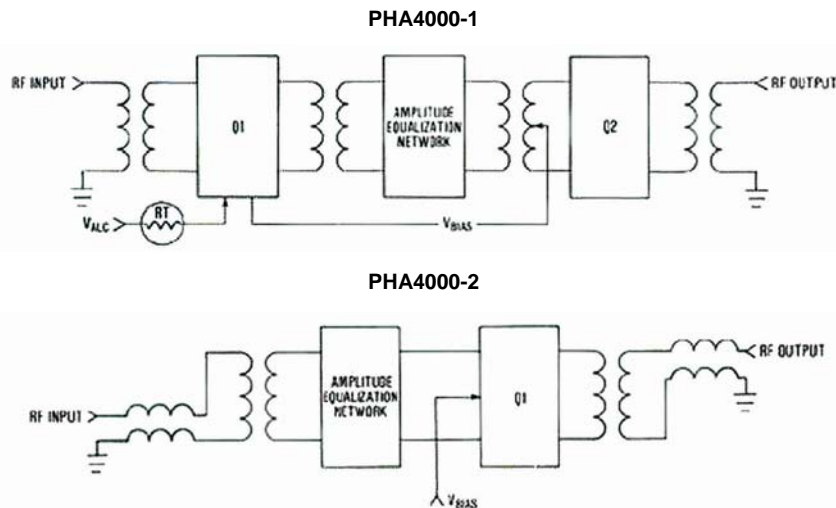 PHA4000-1
RF INPUT
Q1
AMPLITUDE
EQUALIZATION
NETWORK
Q2
RF OUTPUT
VALC
RT
VBIAS
PHA4000-2
RF INPUT
AMPLITUDE
EQUALIZATION
NETWORK
Q1
RF OUTPUT
VBIAS